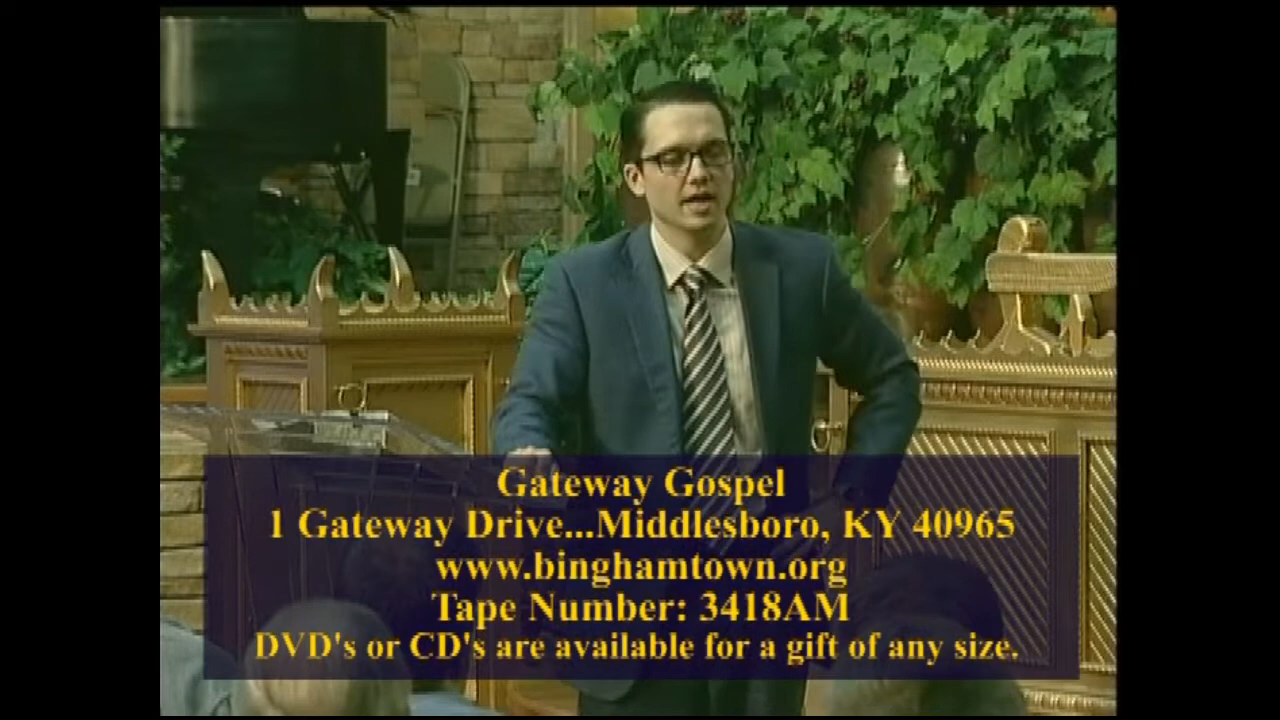 Gateway Gospel
1 Gateway Drive...Middlesboro, KY 40965
www.binghamtown.org
Tape Number: 3418AM
DVD's or CD's are available for a gift of any size.